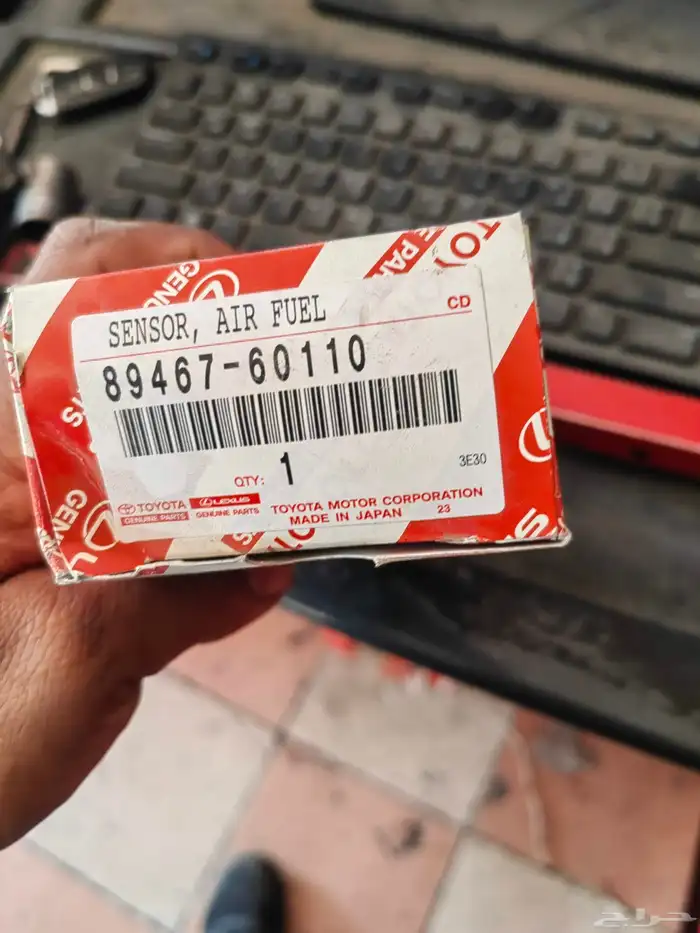 SENSOR, AIR FUEL
CD
89467-60110
QTY: 1
3E30
TOYOTA
GENUINE PARTS
LEXUS
GENUINE PARTS
TOYOTA MOTOR CORPORATION
MADE IN JAPAN 23
حراج